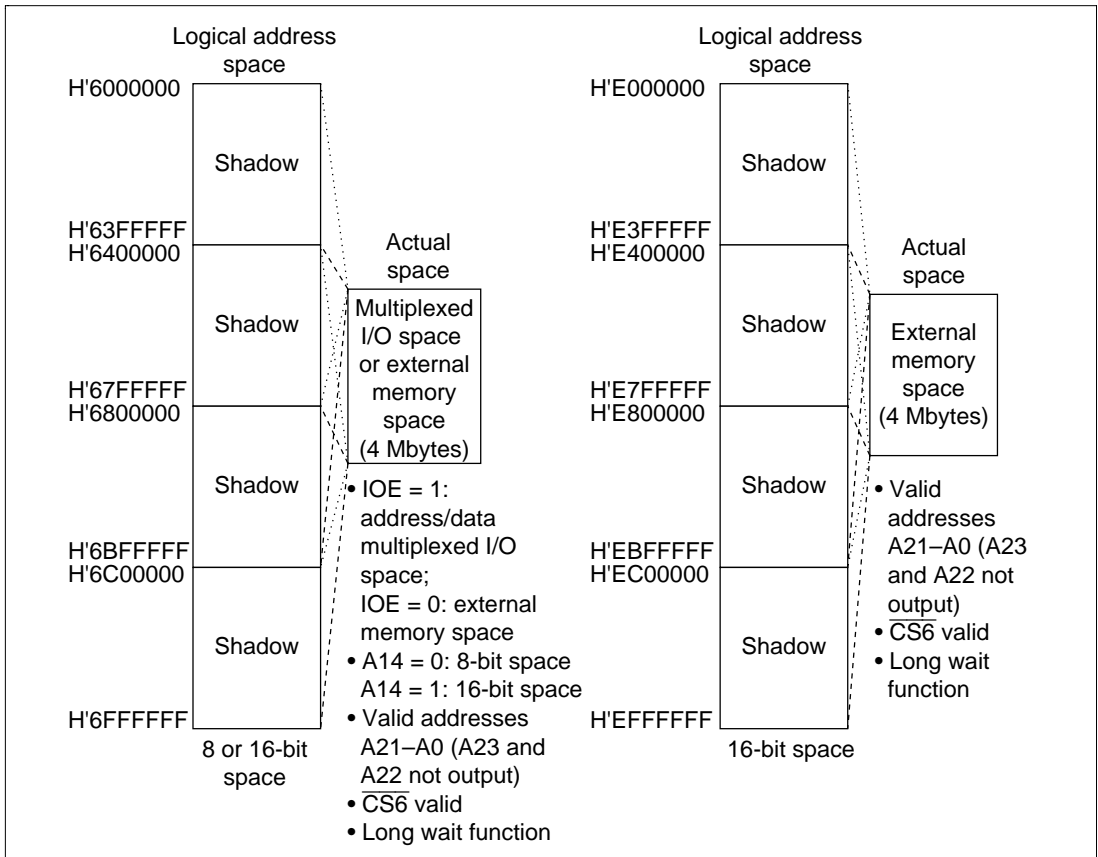 Logical address
space
H'6000000
Shadow
H'63FFFFF
H'6400000
Shadow
H'67FFFFF
H'6800000
Shadow
H'6BFFFFF
H'6C00000
Shadow
H'6FFFFFF
8 or 16-bit
space
Actual
space
Multiplexed
I/O space
or external
memory
space
(4 Mbytes)
• IOE = 1:
address/data
multiplexed I/O
space;
IOE = 0: external
memory space
• A14 = 0: 8-bit space
A14 = 1: 16-bit space
• Valid addresses
A21–A0 (A23 and
A22 not output)
• C̅S̅6̅ valid
• Long wait function
Logical address
space
H'E000000
Shadow
H'E3FFFFF
H'E400000
Shadow
H'E7FFFFF
H'E800000
Shadow
H'EBFFFFF
H'EC00000
Shadow
H'EFFFFFF
16-bit space
Actual
space
External
memory
space
(4 Mbytes)
• Valid
addresses
A21–A0 (A23
and A22 not
output)
• C̅S̅6̅ valid
• Long wait
function